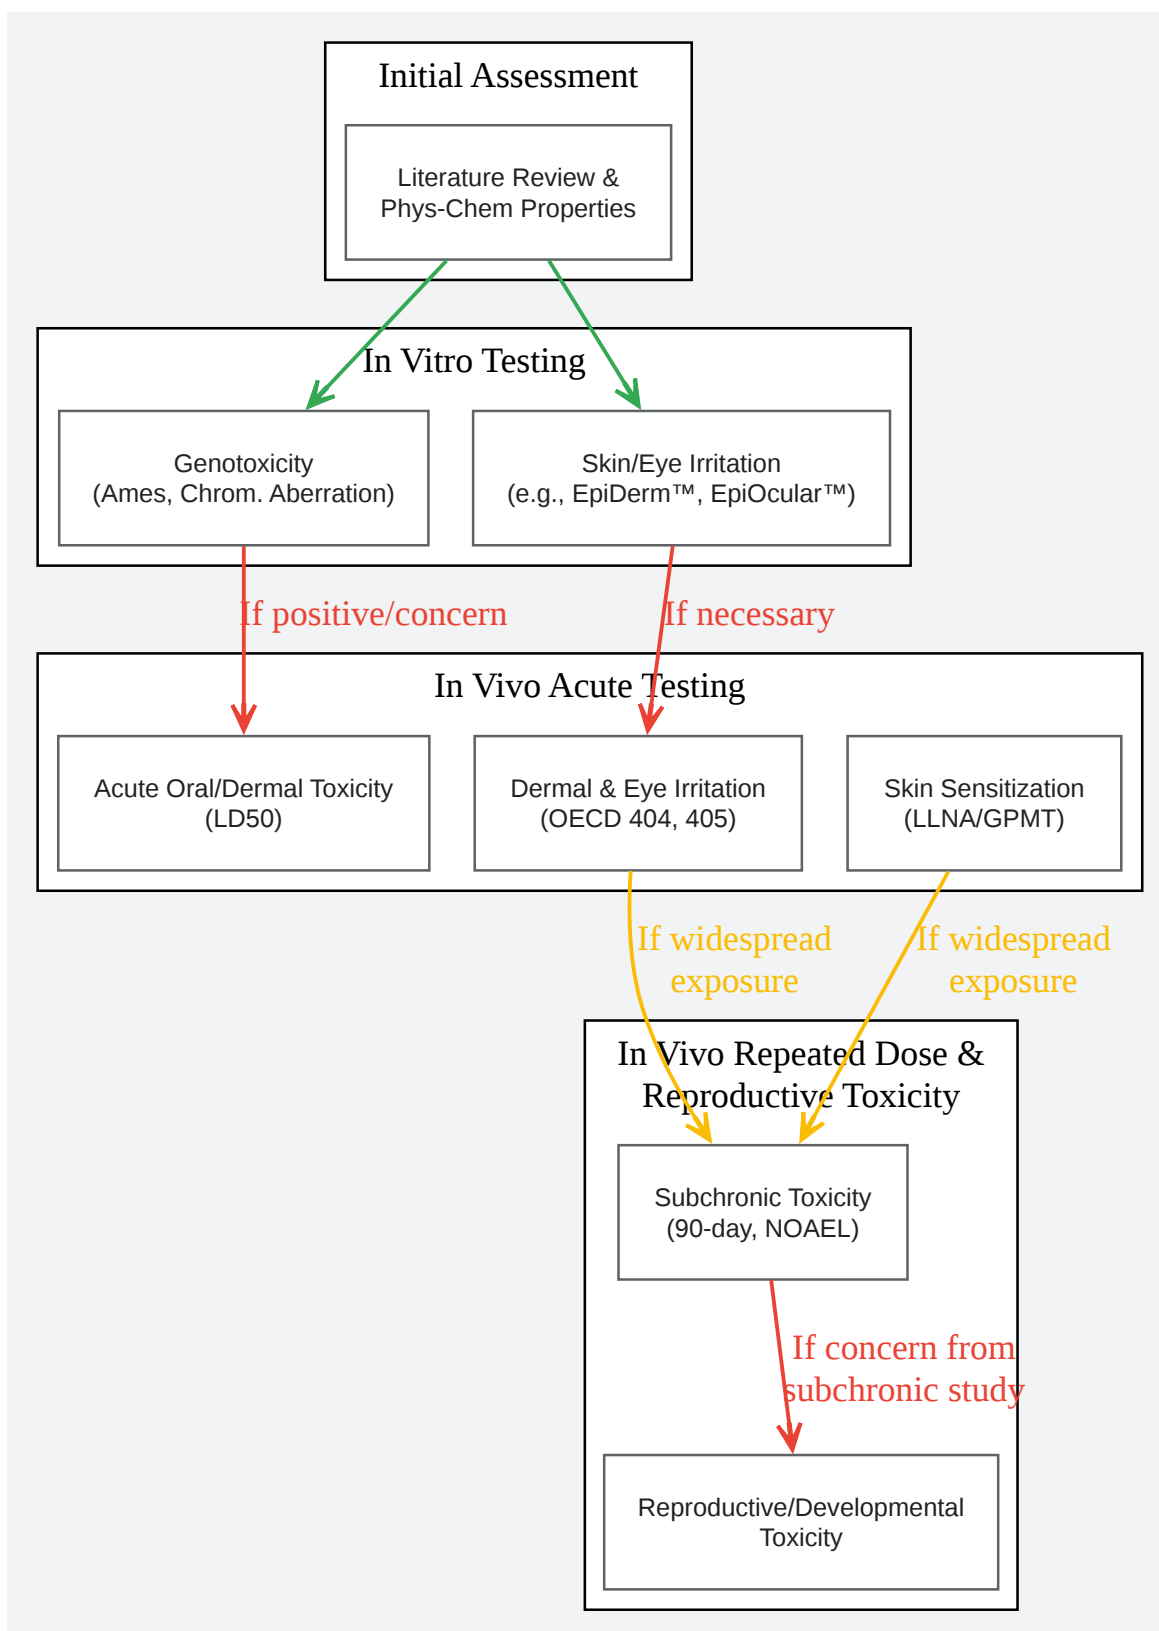 Initial Assessment
Literature Review &
Phys-Chem Properties
In Vitro Testing
Genotoxicity
(Ames, Chrom. Aberration)
Skin/Eye Irritation
(e.g., EpiDerm™, EpiOcular™)
If positive/concern
If necessary
In Vivo Acute Testing
Acute Oral/Dermal Toxicity
(LD50)
Dermal & Eye Irritation
(OECD 404, 405)
Skin Sensitization
(LLNA/GPMT)
If widespread
exposure
If widespread
exposure
In Vivo Repeated Dose &
Reproductive Toxicity
Subchronic Toxicity
(90-day, NOAEL)
If concern from
subchronic study
Reproductive/Developmental
Toxicity